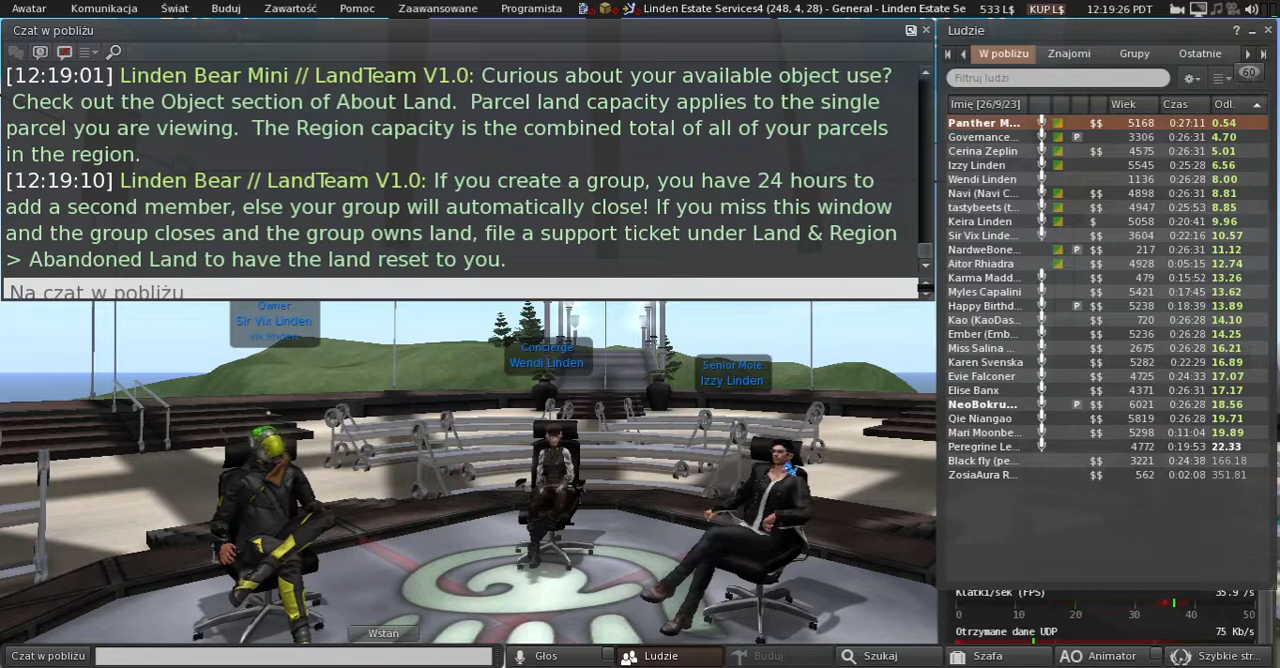 Awatar Komunikacja Świat Buduj Zawartość Pomoc Zaawansowane Programista Linden Estate Services4 (248, 4, 28) - General - Linden Estate Se 533 L$ KUP L$ 12:19:26 PDT
Czat w pobliżu
[12:19:01] Linden Bear Mini // LandTeam V1.0: Curious about your available object use?
Check out the Object section of About Land. Parcel land capacity applies to the single
parcel you are viewing. The Region capacity is the combined total of all of your parcels
in the region.
[12:19:10] Linden Bear // LandTeam V1.0: If you create a group, you have 24 hours to
add a second member, else your group will automatically close! If you miss this window
and the group closes and the group owns land, file a support ticket under Land & Region
> Abandoned Land to have the land reset to you.
Na czat w pobliżu
Owner
Sir Vix Linden
vix.linden
Concierge
Wendi Linden
Senior Mole
Izzy Linden
Wstań
Ludzie
W pobliżu Znajomi Grupy Ostatnie
Filtruj ludzi 60
Imię [26/9/23] Wiek Czas Odl.
Panther M... $$ 5168 0:27:11 0.54
Governance... P 3306 0:26:31 4.70
Cerina Zeplin $$ 4575 0:26:31 5.01
Izzy Linden 5545 0:25:28 6.56
Wendi Linden 1136 0:26:28 8.00
Navi (Navi C... $$ 4898 0:26:31 8.81
tastybeets (t... $$ 4947 0:25:53 8.85
Keira Linden $ 5058 0:20:41 9.96
Sir Vix Linde... $$ 3604 0:22:16 10.57
NardweBone... P $$ 217 0:26:31 11.12
Aitor Rhiadra $$ 4928 0:05:15 12.74
Karma Madd... $$ 479 0:15:52 13.26
Myles Capalini $$ 5421 0:17:45 13.62
Happy Birthd... P $$ 5238 0:18:39 13.89
Kao (KaoDas... $$ 720 0:26:28 14.10
Ember (Emb... $$ 5236 0:26:28 14.25
Miss Salina ... $$ 2675 0:26:28 16.21
Karen Svenska $$ 5282 0:22:29 16.89
Evie Falconer $$ 4725 0:24:33 17.07
Elise Banx $$ 4371 0:26:31 17.17
NeoBokru... P $$ 6021 0:26:28 18.56
Qie Niangao $$ 5819 0:26:28 19.71
Mari Moonbe... $$ 5298 0:11:04 19.89
Peregrine Le... 4772 0:19:53 22.33
Black fly (pe... $$ 3221 0:24:38 166.18
ZosiaAura R... $$ 562 0:02:08 351.81
Klatki/sek (FPS) 35.9 /s
0 10 20 30 40 50
Otrzymane dane UDP 75 Kb/s
Czat w pobliżu Głos Ludzie Buduj Szukaj Szafa AO Animator Szybkie str...